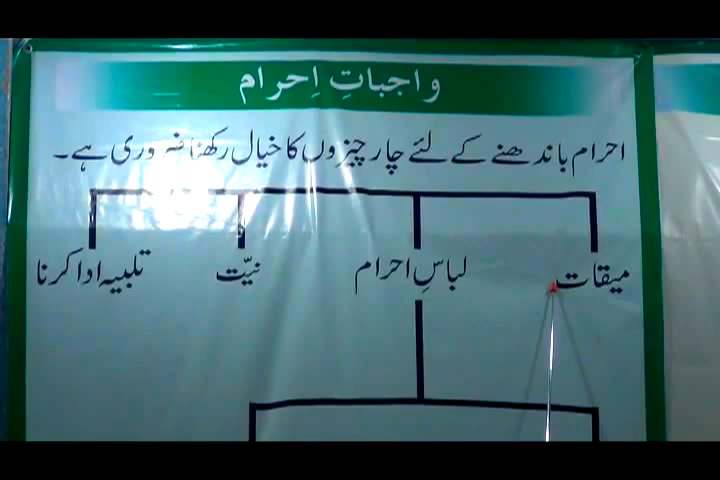 واجباتِ اِحرام
احرام باندھنے کے لئے چار چیزوں کا خیال رکھنا ضروری ہے۔
میقات لباسِ احرام نیّت تلبیہ ادا کرنا